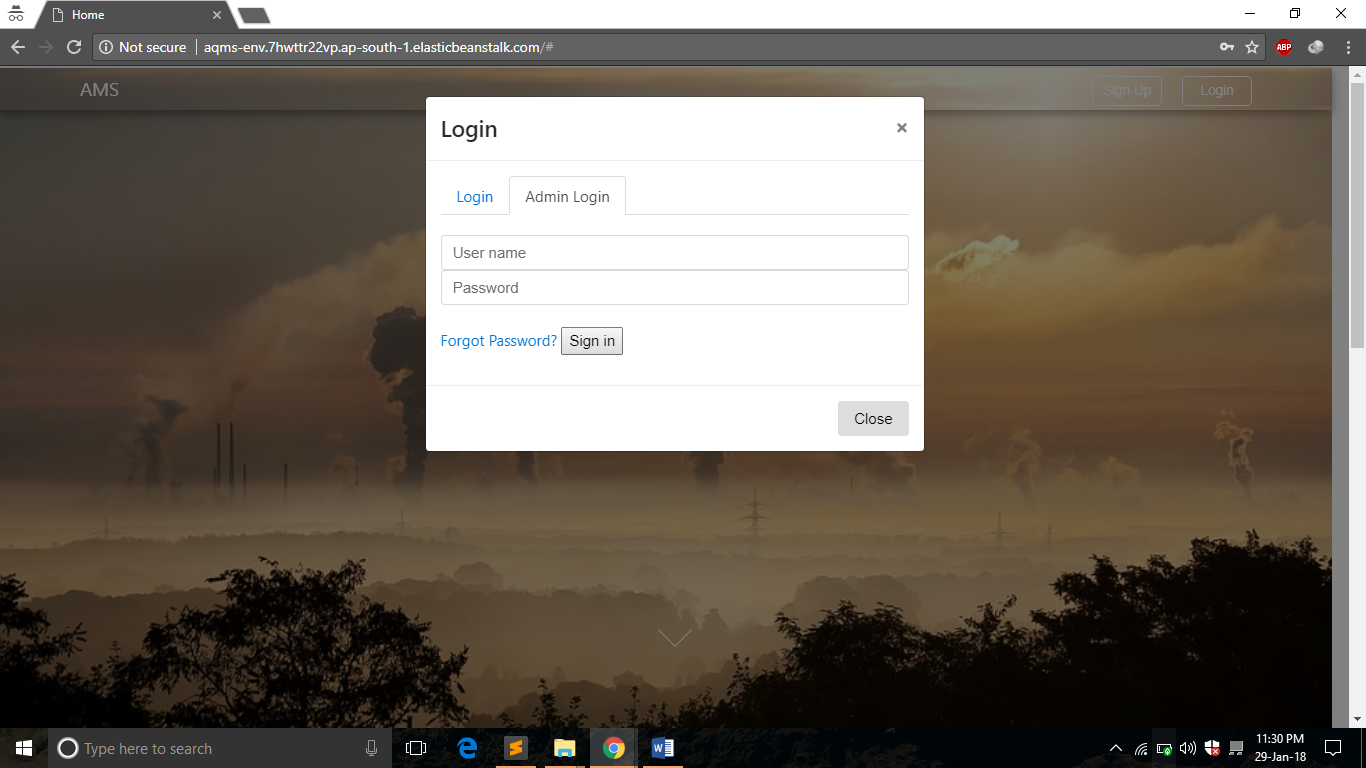 Home
Not secure
aqms-env.7hwttr22vp.ap-south-1.elasticbeanstalk.com/#
ABP
AMS
Sign Up
Login
Login
×
Login
Admin Login
User name
Password
Forgot Password?
Sign in
Close
Type here to search
11:30 PM
29-Jan-18